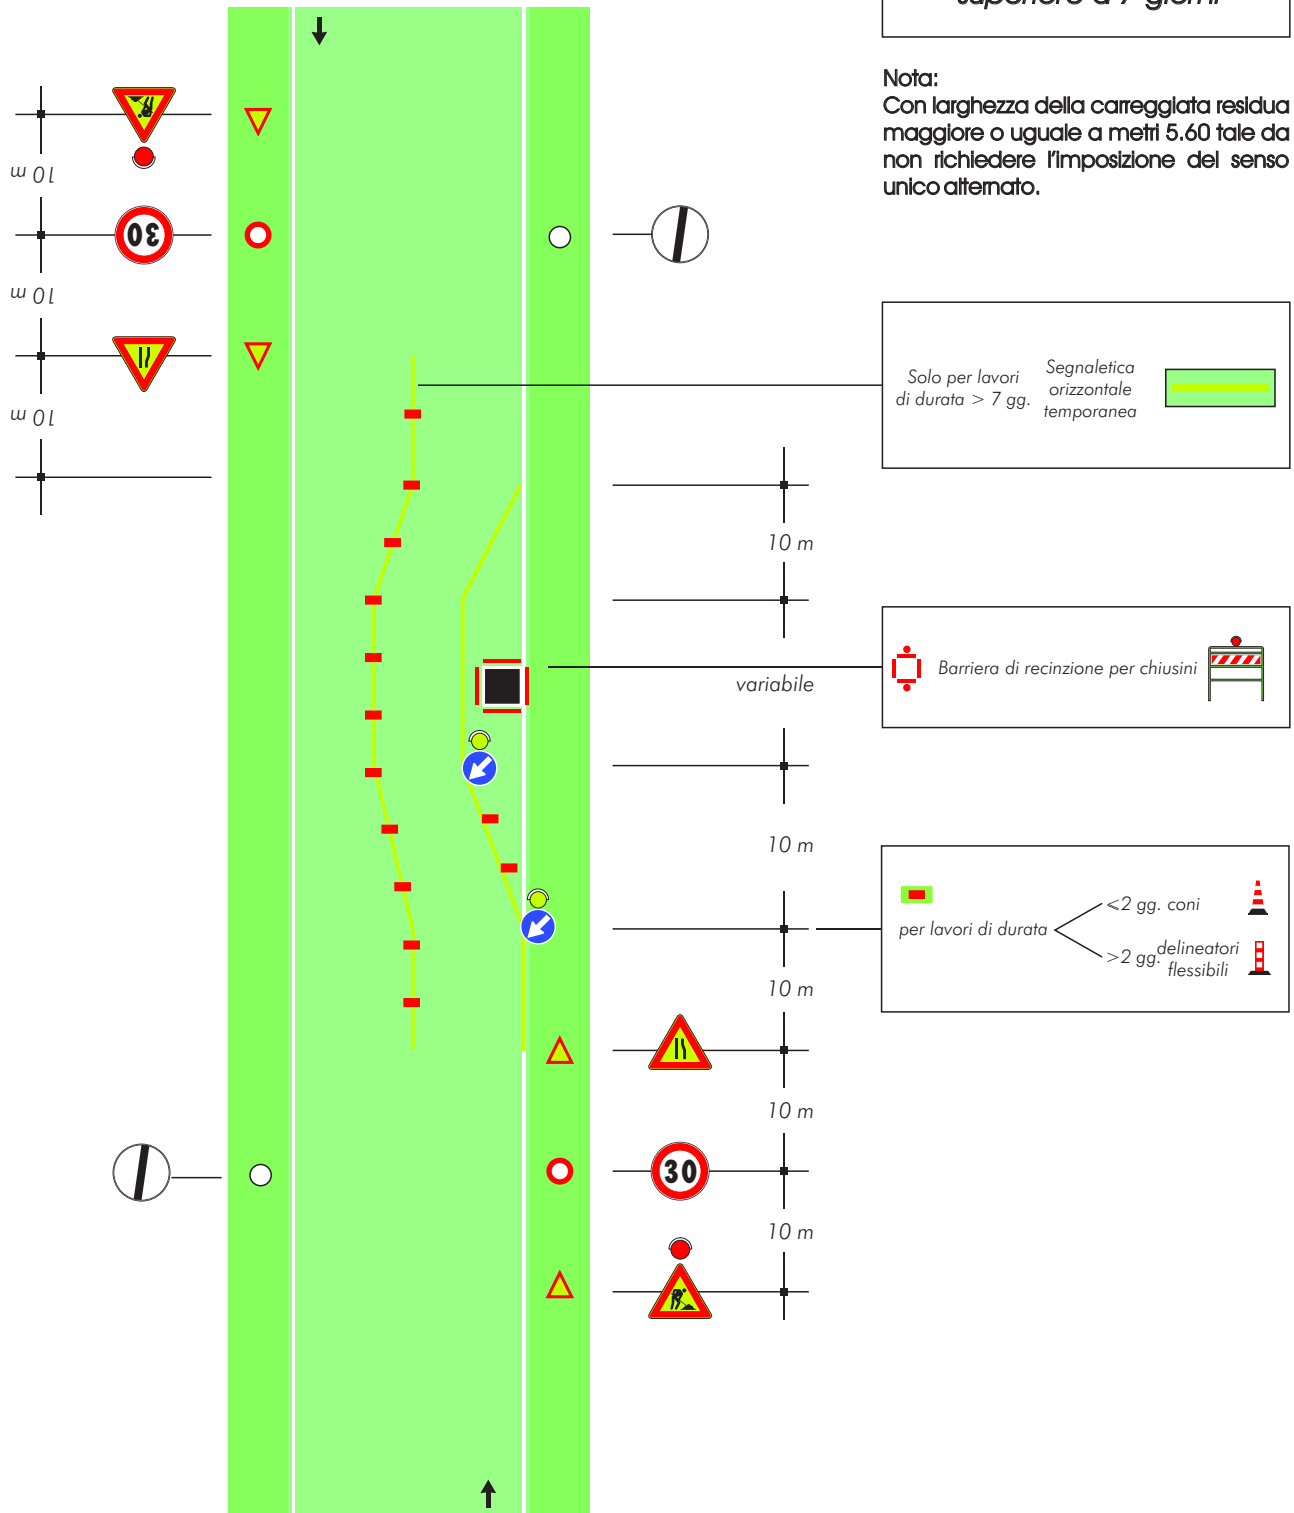 superiore a 7 giorni
Nota:
Con larghezza della carreggiata residua
maggiore o uguale a metri 5.60 tale da
non richiedere l'imposizione del senso
unico alternato.
10 m
30
10 m
10 m
Solo per lavori
di durata > 7 gg.
Segnaletica
orizzontale
temporanea
10 m
variabile
Barriera di recinzione per chiusini
10 m
per lavori di durata
<2 gg. coni
>2 gg. delineatori
flessibili
10 m
10 m
30
10 m